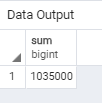 Data Output
sum
bigint
1 1035000